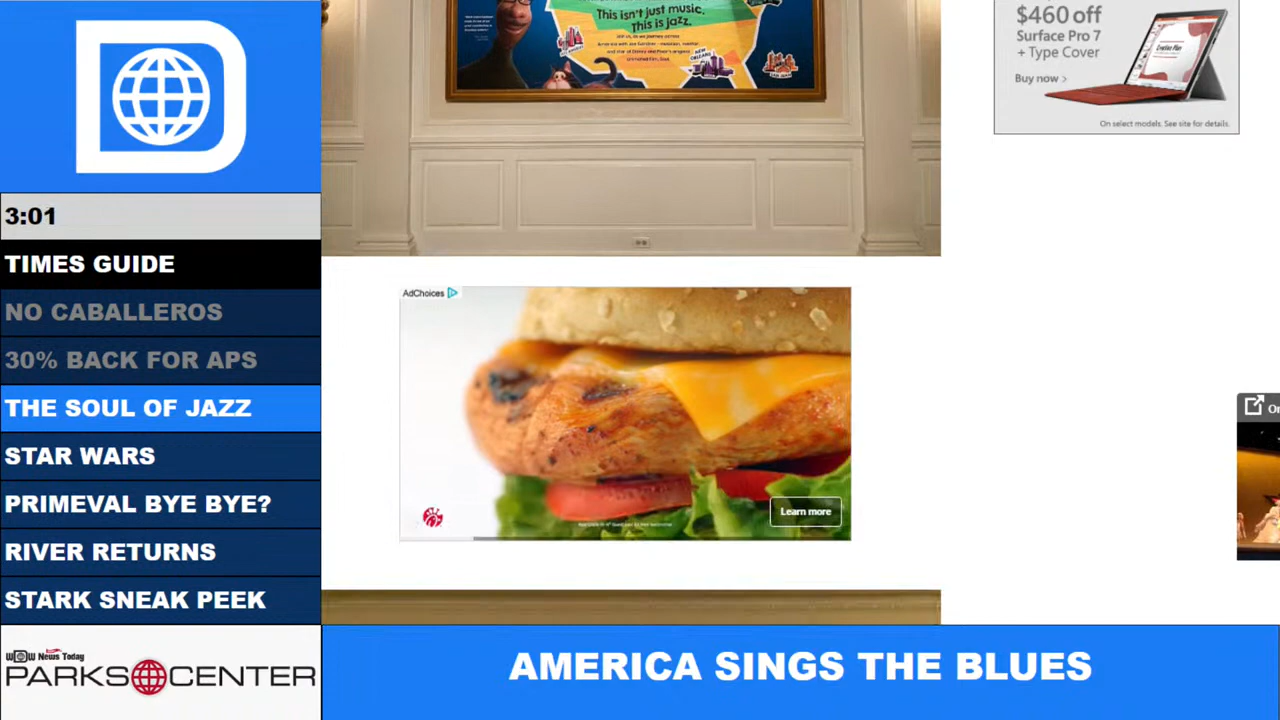 3:01
TIMES GUIDE
NO CABALLEROS
30% BACK FOR APS
THE SOUL OF JAZZ
STAR WARS
PRIMEVAL BYE BYE?
RIVER RETURNS
STARK SNEAK PEEK
WDW News Today
PARKS CENTER
This isn't just music.
This is jazz.
NEW ORLEANS
AdChoices
Learn more
$460 off
Surface Pro 7
+ Type Cover
Buy now >
On select models. See site for details.
AMERICA SINGS THE BLUES